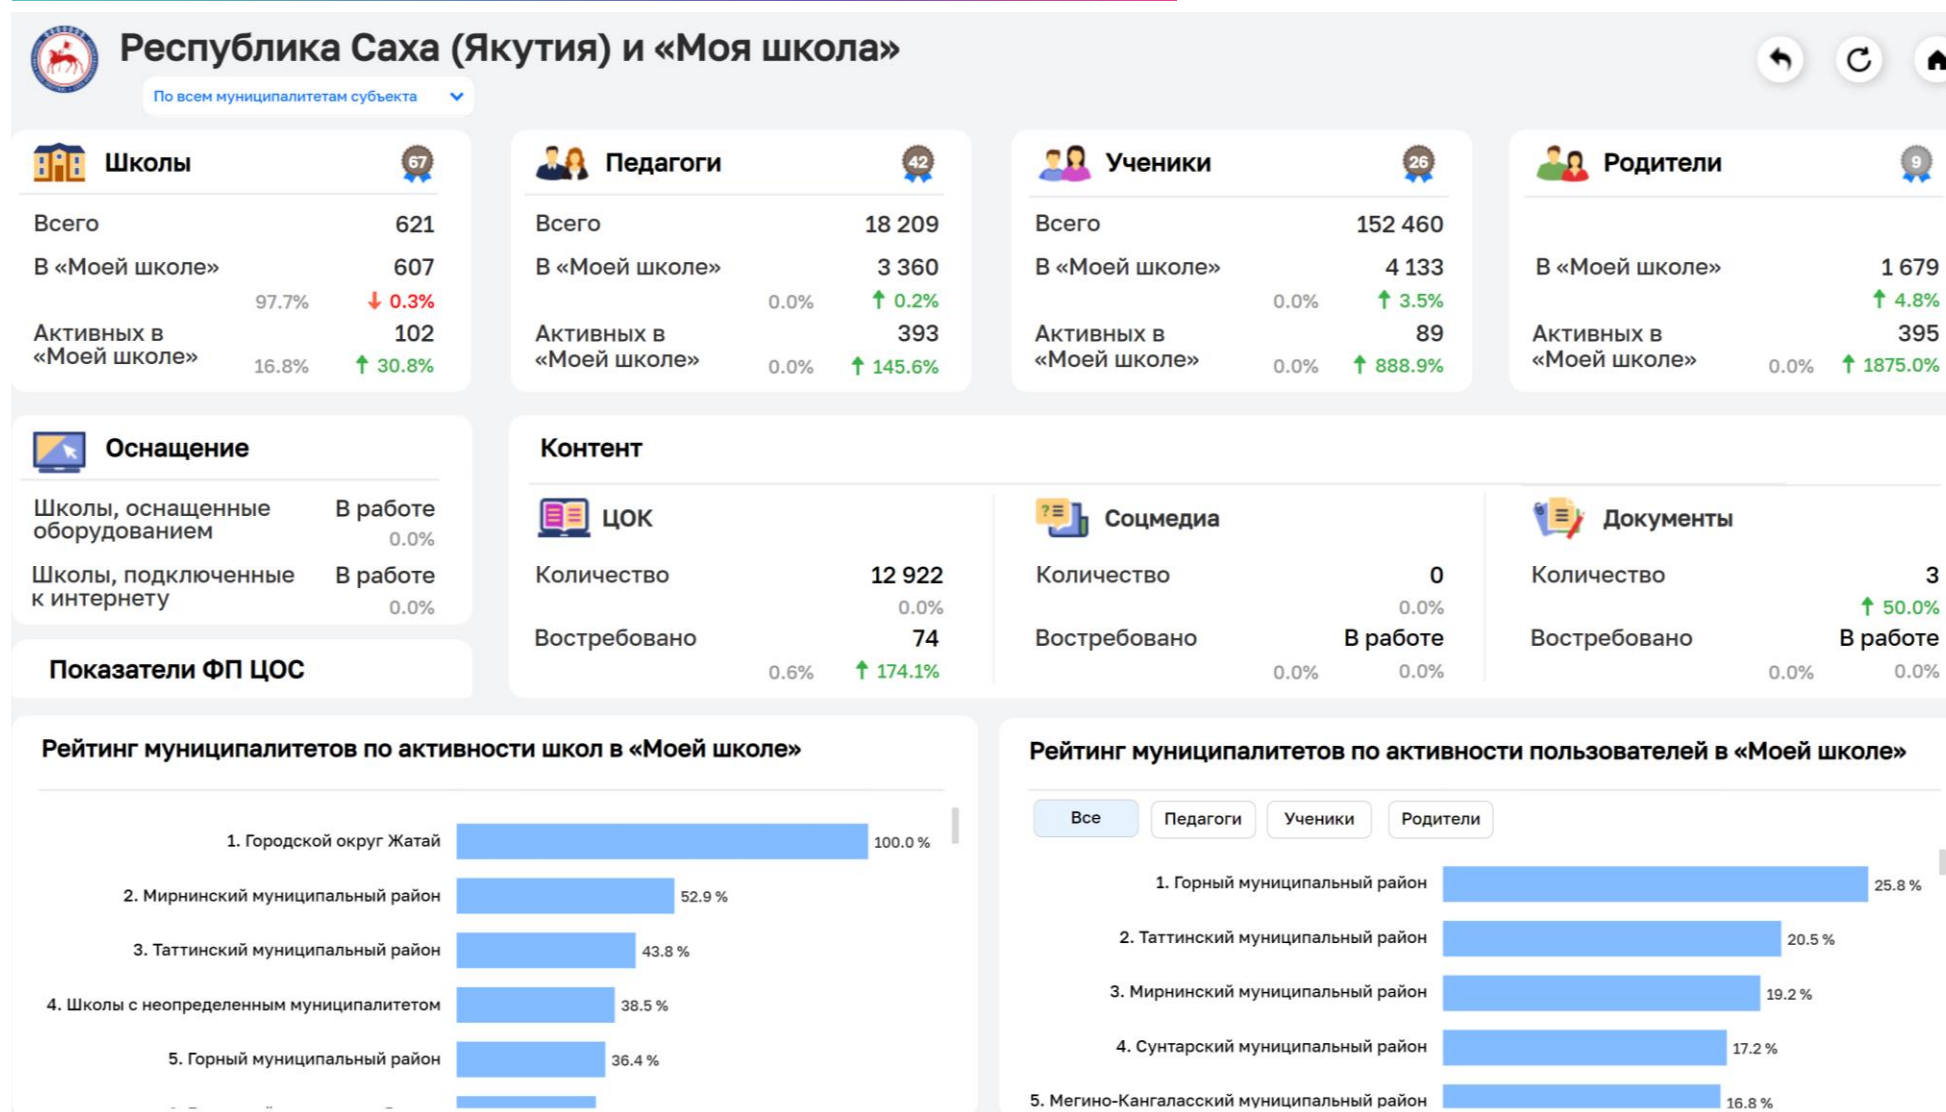 Республика Саха (Якутия) и «Моя школа»
По всем муниципалитетам субъекта
Школы
67
Всего
621
В «Моей школе»
607
97.7%
0.3%
Активных в
«Моей школе»
102
16.8%
30.8%
Педагоги
42
Всего
18 209
В «Моей школе»
3 360
0.0%
0.2%
Активных в
«Моей школе»
393
0.0%
145.6%
Ученики
26
Всего
152 460
В «Моей школе»
4 133
0.0%
3.5%
Активных в
«Моей школе»
89
0.0%
888.9%
Родители
9
В «Моей школе»
1 679
4.8%
Активных в
«Моей школе»
395
0.0%
1875.0%
Оснащение
Школы, оснащенные
оборудованием
В работе
0.0%
Школы, подключенные
к интернету
В работе
0.0%
Показатели ФП ЦОС
Контент
ЦОК
Количество
12 922
0.0%
Востребовано
74
0.6%
174.1%
Соцмедиа
Количество
0
0.0%
Востребовано
В работе
0.0%
0.0%
Документы
Количество
3
50.0%
Востребовано
В работе
0.0%
0.0%
Рейтинг муниципалитетов по активности школ в «Моей школе»
1. Городской округ Жатай
100.0 %
2. Мирнинский муниципальный район
52.9 %
3. Таттинский муниципальный район
43.8 %
4. Школы с неопределенным муниципалитетом
38.5 %
5. Горный муниципальный район
36.4 %
Рейтинг муниципалитетов по активности пользователей в «Моей школе»
Все
Педагоги
Ученики
Родители
1. Горный муниципальный район
25.8 %
2. Таттинский муниципальный район
20.5 %
3. Мирнинский муниципальный район
19.2 %
4. Сунтарский муниципальный район
17.2 %
5. Мегино-Кангаласский муниципальный район
16.8 %